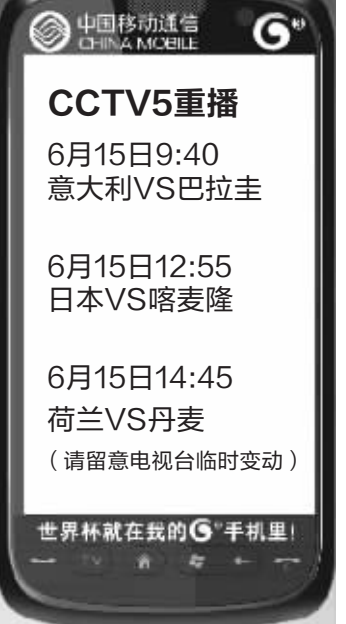 中国移动通信
CHINA MOBILE
G
CCTV5重播
6月15日9:40
意大利VS巴拉圭
6月15日12:55
日本VS喀麦隆
6月15日14:45
荷兰VS丹麦
（请留意电视台临时变动）
世界杯就在我的G手机里!
TV